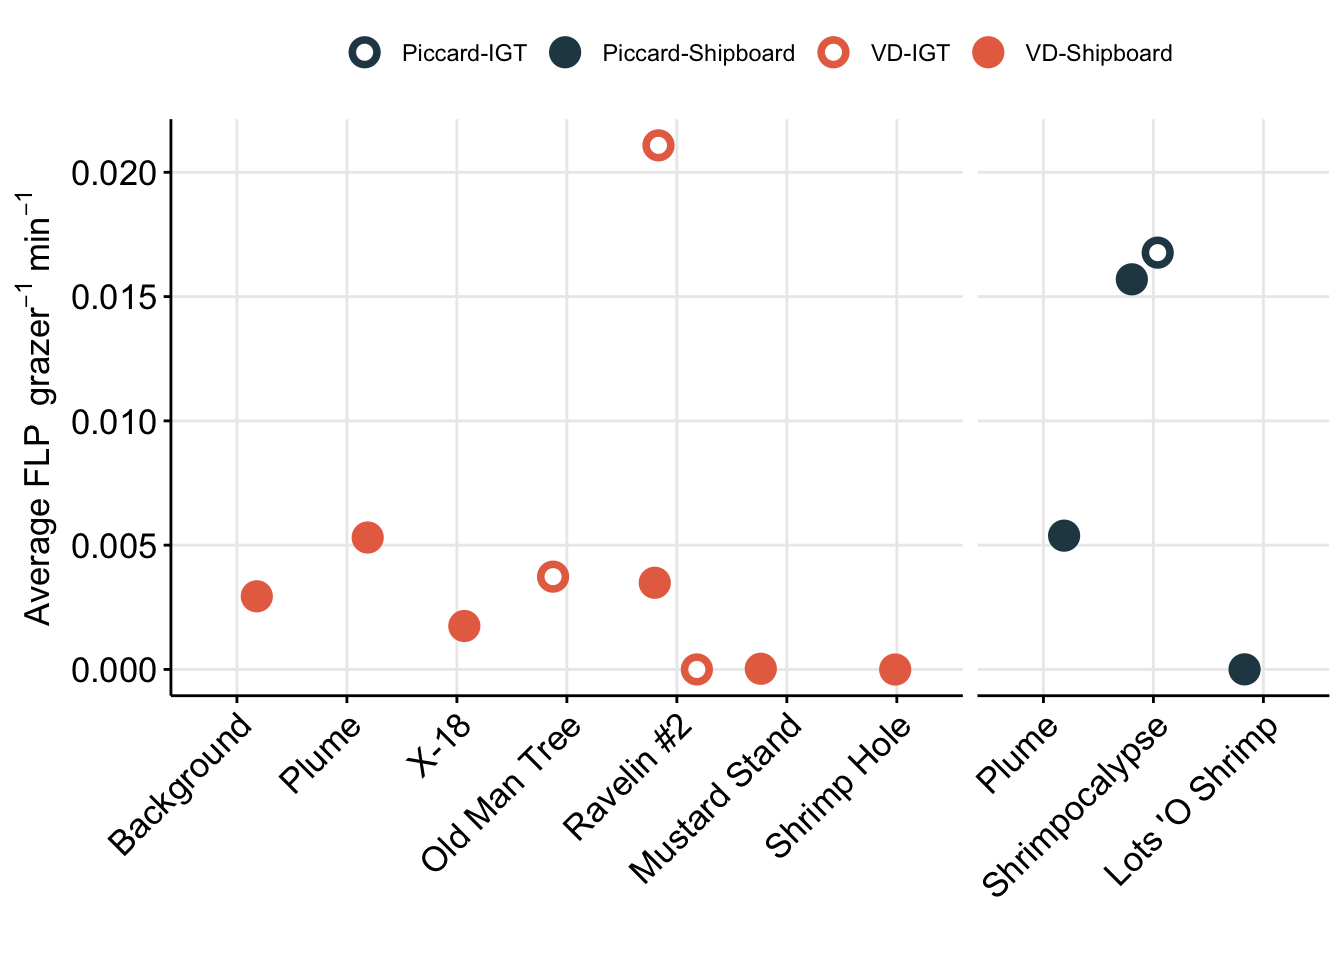 Piccard-IGT Piccard-Shipboard VD-IGT VD-Shipboard
Average FLP grazer⁻¹ min⁻¹
0.020
0.015
0.010
0.005
0.000
Background
Plume
X-18
Old Man Tree
Ravelin #2
Mustard Stand
Shrimp Hole
Plume
Shrimpocalypse
Lots 'O Shrimp